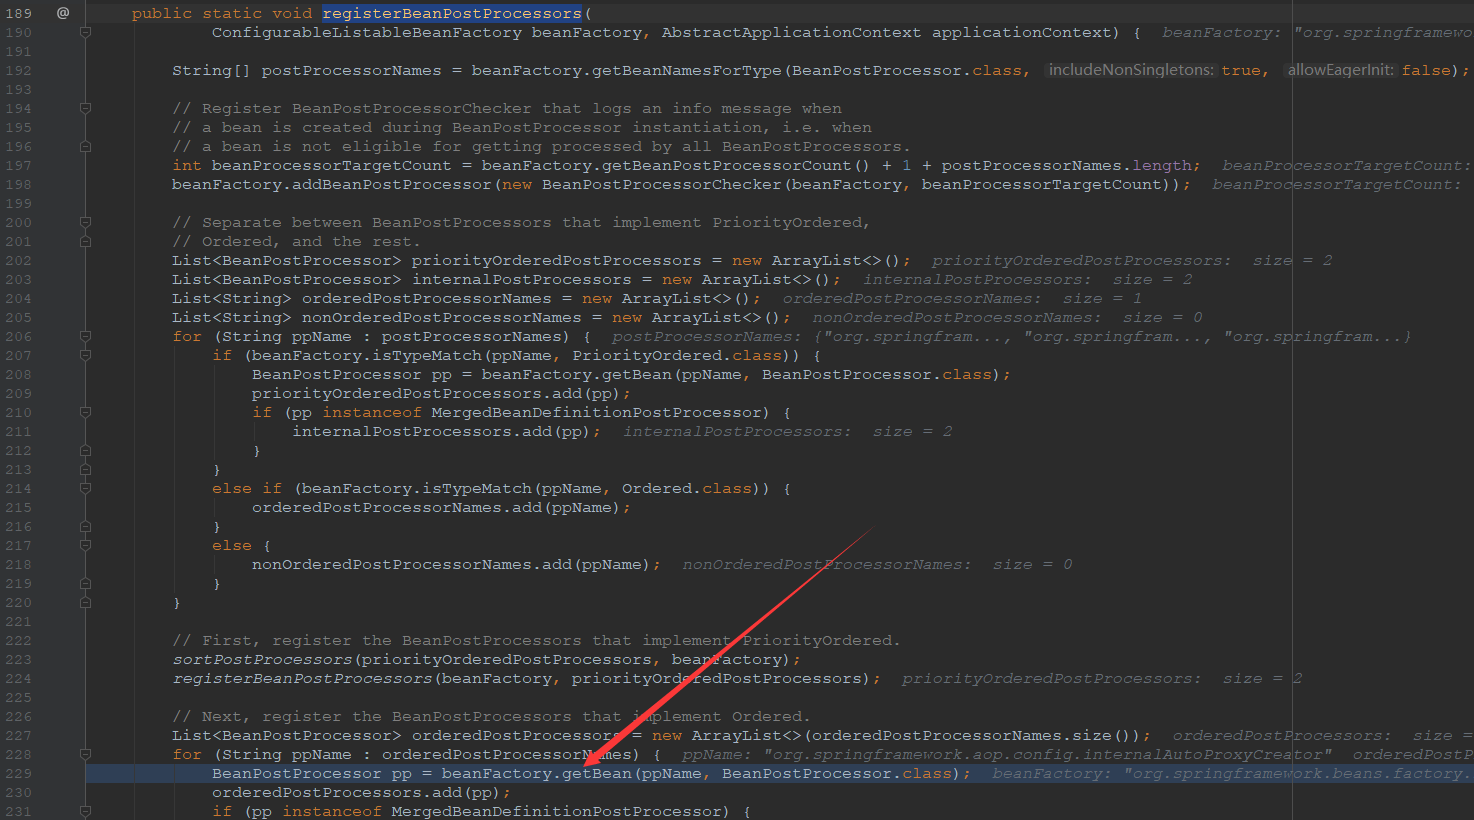 189 @ public static void registerBeanPostProcessors(
190 ConfigurableListableBeanFactory beanFactory, AbstractApplicationContext applicationContext) { beanFactory: "org.springframewo
191
192 String[] postProcessorNames = beanFactory.getBeanNamesForType(BeanPostProcessor.class, includeNonSingletons: true, allowEagerInit: false);
193
194 // Register BeanPostProcessorChecker that logs an info message when
195 // a bean is created during BeanPostProcessor instantiation, i.e. when
196 // a bean is not eligible for getting processed by all BeanPostProcessors.
197 int beanProcessorTargetCount = beanFactory.getBeanPostProcessorCount() + 1 + postProcessorNames.length; beanProcessorTargetCount:
198 beanFactory.addBeanPostProcessor(new BeanPostProcessorChecker(beanFactory, beanProcessorTargetCount)); beanProcessorTargetCount:
199
200 // Separate between BeanPostProcessors that implement PriorityOrdered,
201 // Ordered, and the rest.
202 List<BeanPostProcessor> priorityOrderedPostProcessors = new ArrayList<>(); priorityOrderedPostProcessors: size = 2
203 List<BeanPostProcessor> internalPostProcessors = new ArrayList<>(); internalPostProcessors: size = 2
204 List<String> orderedPostProcessorNames = new ArrayList<>(); orderedPostProcessorNames: size = 1
205 List<String> nonOrderedPostProcessorNames = new ArrayList<>(); nonOrderedPostProcessorNames: size = 0
206 for (String ppName : postProcessorNames) { postProcessorNames: {"org.springfram..., "org.springfram..., "org.springfram...}
207 if (beanFactory.isTypeMatch(ppName, PriorityOrdered.class)) {
208 BeanPostProcessor pp = beanFactory.getBean(ppName, BeanPostProcessor.class);
209 priorityOrderedPostProcessors.add(pp);
210 if (pp instanceof MergedBeanDefinitionPostProcessor) {
211 internalPostProcessors.add(pp); internalPostProcessors: size = 2
212 }
213 }
214 else if (beanFactory.isTypeMatch(ppName, Ordered.class)) {
215 orderedPostProcessorNames.add(ppName);
216 }
217 else {
218 nonOrderedPostProcessorNames.add(ppName); nonOrderedPostProcessorNames: size = 0
219 }
220 }
221
222 // First, register the BeanPostProcessors that implement PriorityOrdered.
223 sortPostProcessors(priorityOrderedPostProcessors, beanFactory);
224 registerBeanPostProcessors(beanFactory, priorityOrderedPostProcessors); priorityOrderedPostProcessors: size = 2
225
226 // Next, register the BeanPostProcessors that implement Ordered.
227 List<BeanPostProcessor> orderedPostProcessors = new ArrayList<>(orderedPostProcessorNames.size()); orderedPostProcessors: size =
228 for (String ppName : orderedPostProcessorNames) { ppName: "org.springframework.aop.config.internalAutoProxyCreator" orderedPostP
229 BeanPostProcessor pp = beanFactory.getBean(ppName, BeanPostProcessor.class); beanFactory: "org.springframework.beans.factory.
230 orderedPostProcessors.add(pp);
231 if (pp instanceof MergedBeanDefinitionPostProcessor) {